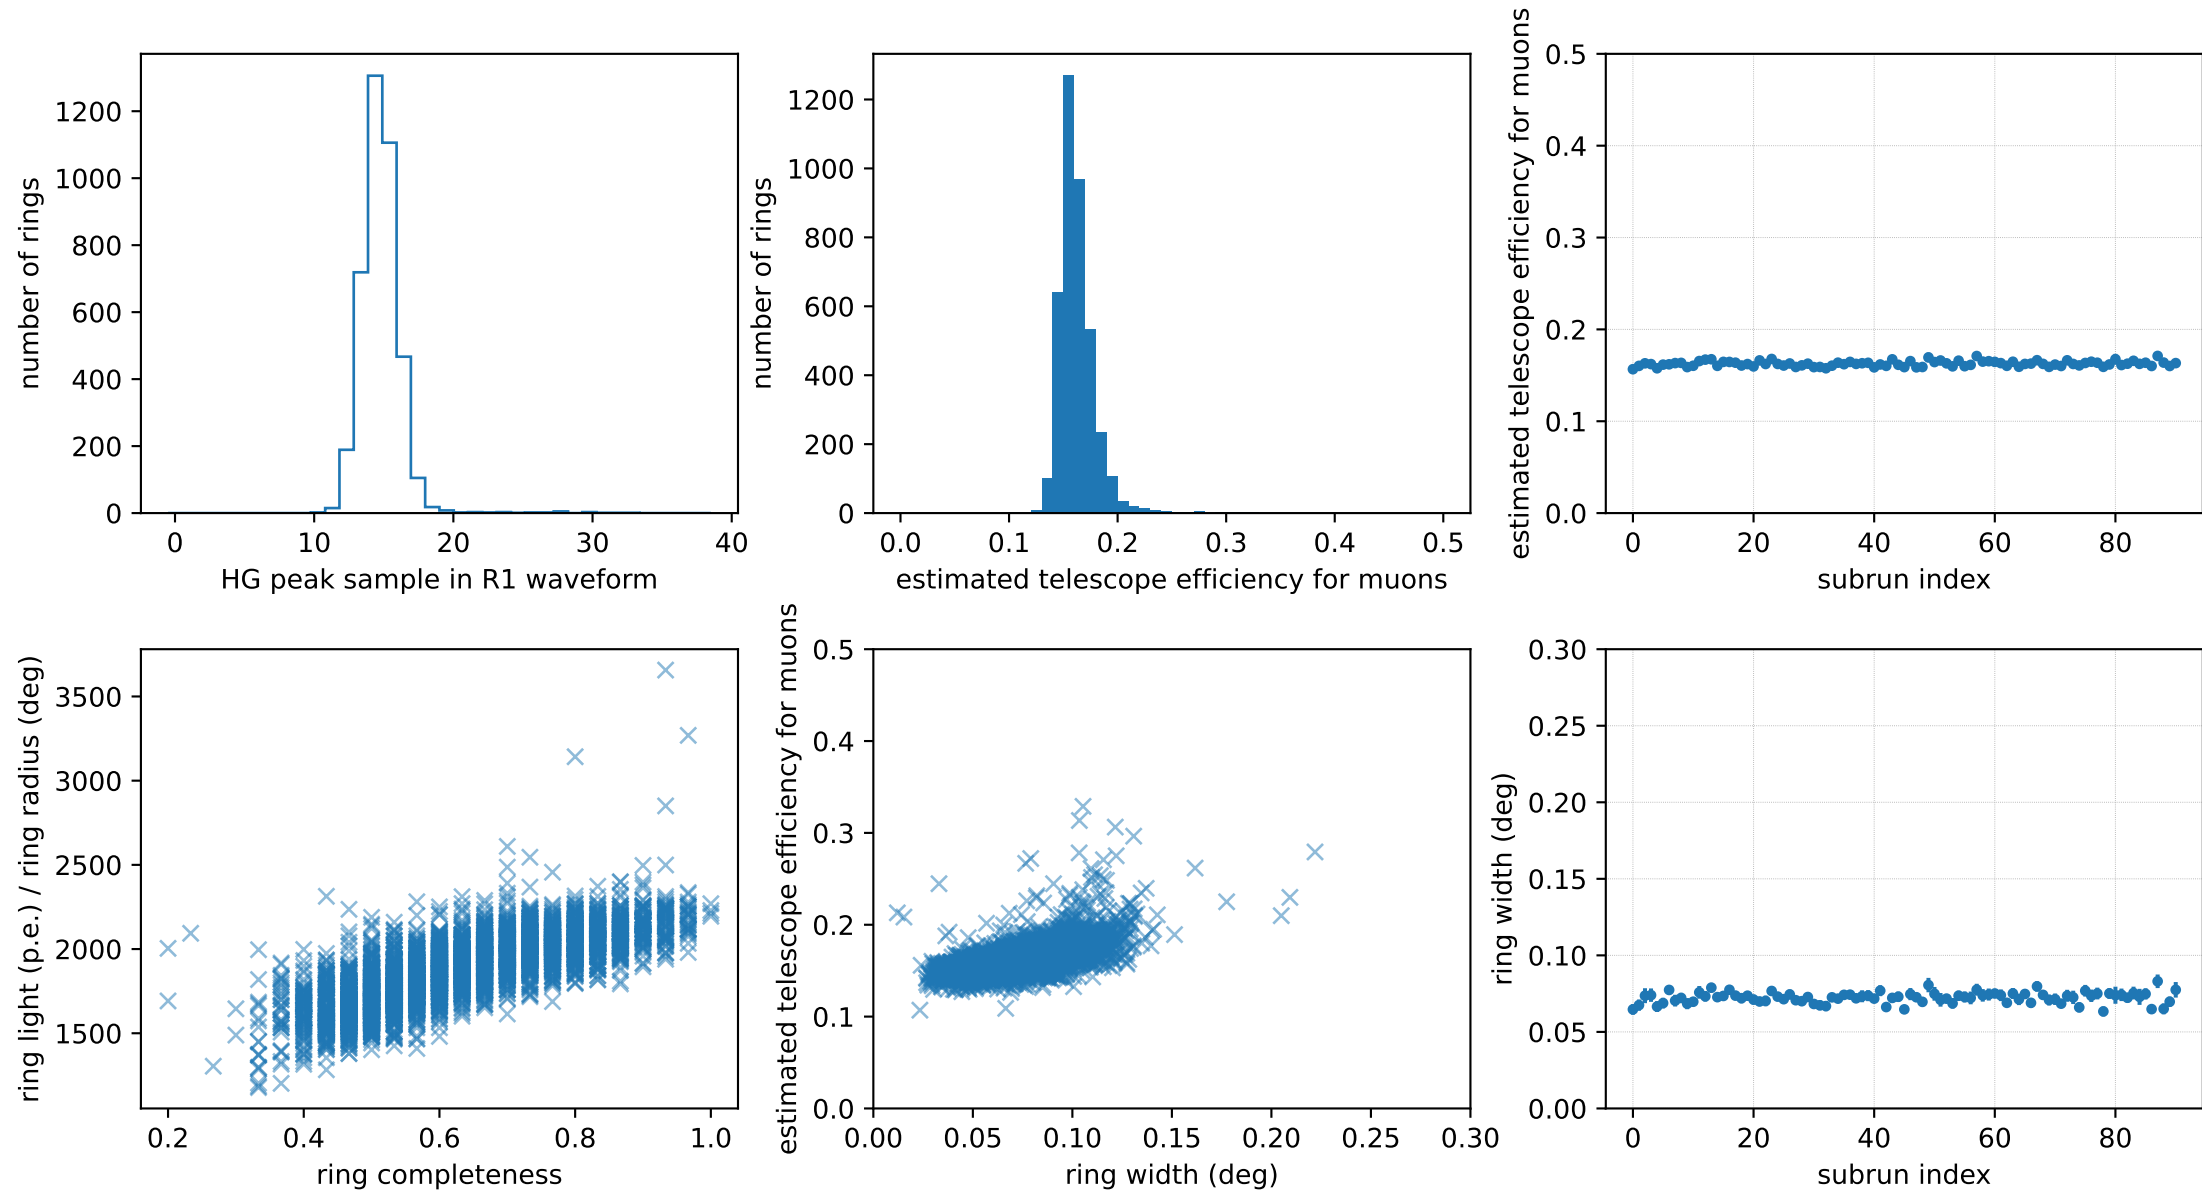 number of rings
1200
1000
800
600
400
200
0
0 10 20 30 40
HG peak sample in R1 waveform
number of rings
1200
1000
800
600
400
200
0
0.0 0.1 0.2 0.3 0.4 0.5
estimated telescope efficiency for muons
estimated telescope efficiency for muons
0.5
0.4
0.3
0.2
0.1
0.0
0 20 40 60 80
subrun index
ring light (p.e.) / ring radius (deg)
3500
3000
2500
2000
1500
0.2 0.4 0.6 0.8 1.0
ring completeness
estimated telescope efficiency for muons
0.5
0.4
0.3
0.2
0.1
0.0
0.00 0.05 0.10 0.15 0.20 0.25 0.30
ring width (deg)
ring width (deg)
0.30
0.25
0.20
0.15
0.10
0.05
0.00
0 20 40 60 80
subrun index